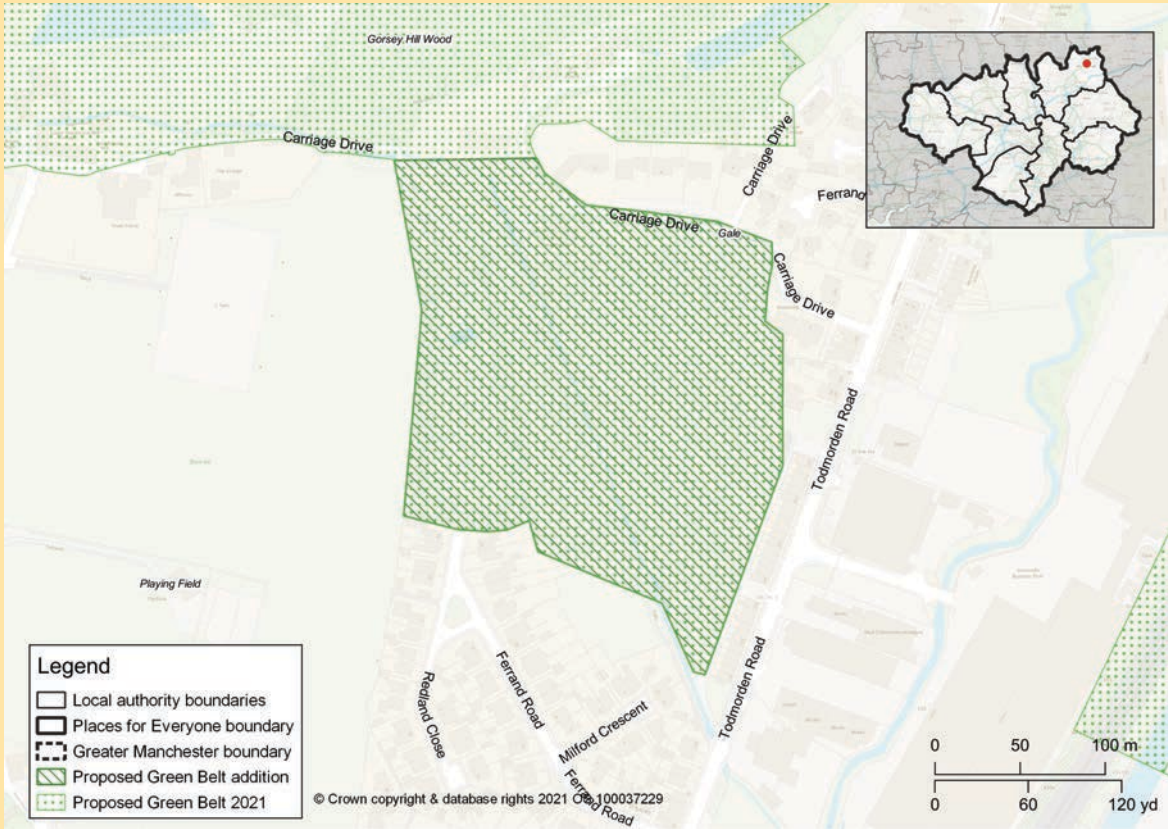 Gorsey Hill Wood
Carriage Drive
Carriage Drive
Ferrand
Carriage Drive
Gale
Carriage Drive
Todmorden Road
Playing Field
Todmorden Road
Redland Close
Ferrand Road
Milford Crescent
Ferrand Road
Legend
Local authority boundaries
Places for Everyone boundary
Greater Manchester boundary
Proposed Green Belt addition
Proposed Green Belt 2021
© Crown copyright & database rights 2021 100037229
0 50 100 m
0 60 120 yd